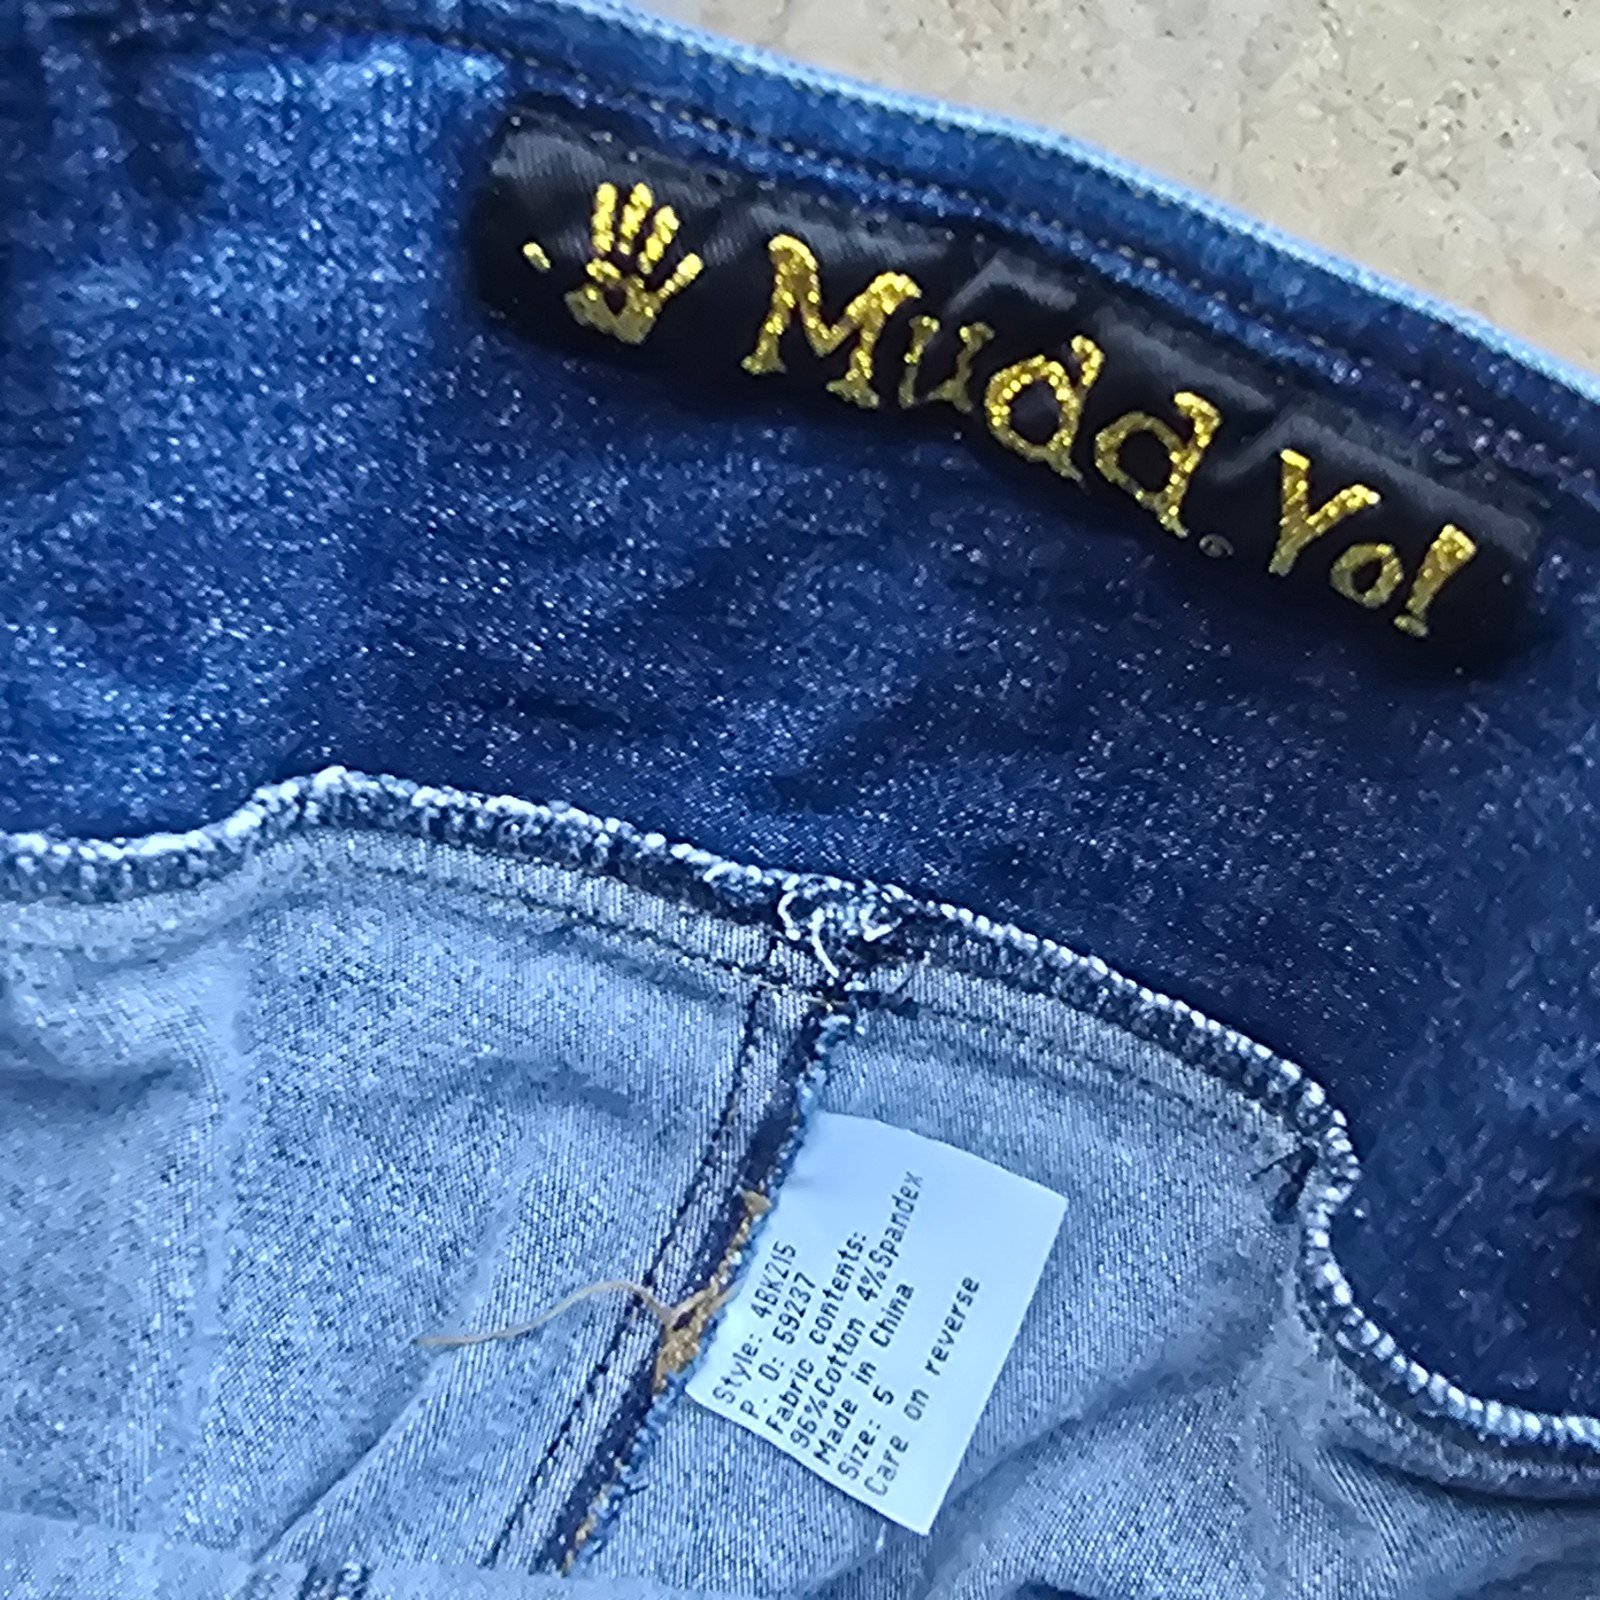 Mudd® Yo!
Style: 4BK215
P. O: 59237
Fabric contents:
96%Cotton 4%Spandex
Made in China
Size: 5
Care on reverse